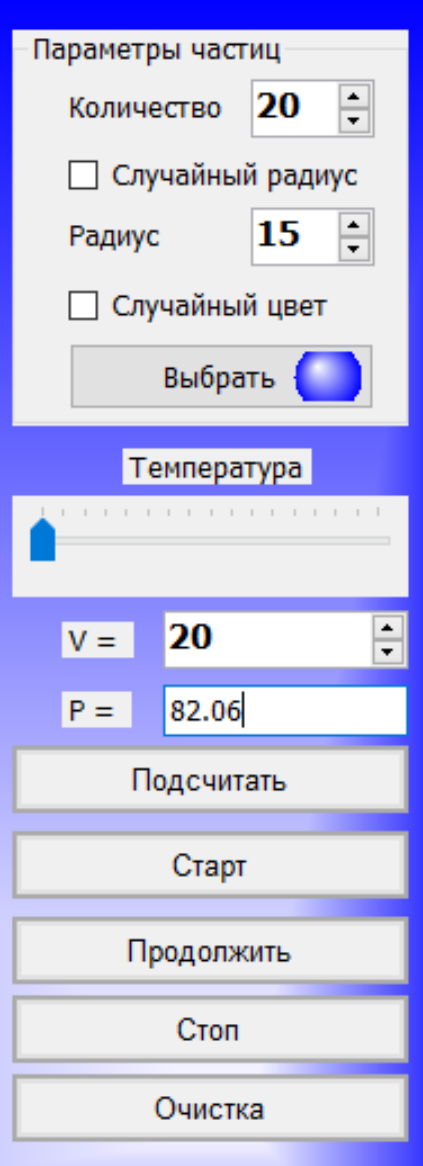 Параметры частиц
Количество 20
Случайный радиус
Радиус 15
Случайный цвет
Выбрать
Температура
V = 20
P = 82.06
Подсчитать
Старт
Продолжить
Стоп
Очистка